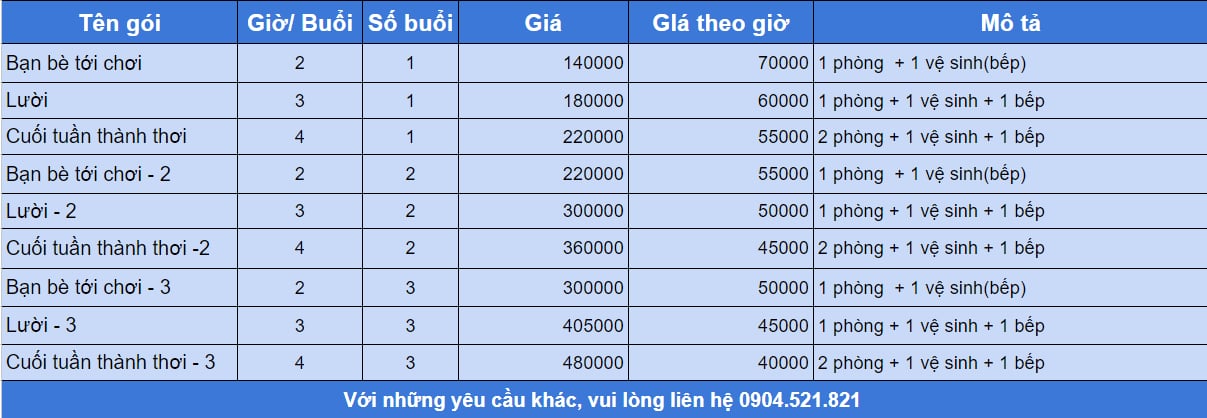 Tên gói Giờ/ Buổi Số buổi Giá GIá theo giờ Mô tả
Bạn bè tới chơi 2 1 140000 70000 1 phòng + 1 vệ sinh(bếp)
Lười 3 1 180000 60000 1 phòng + 1 vệ sinh + 1 bếp
Cuối tuần thành thơi 4 1 220000 55000 2 phòng + 1 vệ sinh + 1 bếp
Bạn bè tới chơi - 2 2 2 220000 55000 1 phòng + 1 vệ sinh(bếp)
Lười - 2 3 2 300000 50000 1 phòng + 1 vệ sinh + 1 bếp
Cuối tuần thành thơi -2 4 2 360000 45000 2 phòng + 1 vệ sinh + 1 bếp
Bạn bè tới chơi - 3 2 3 300000 50000 1 phòng + 1 vệ sinh(bếp)
Lười - 3 3 3 405000 45000 1 phòng + 1 vệ sinh + 1 bếp
Cuối tuần thành thơi - 3 4 3 480000 40000 2 phòng + 1 vệ sinh + 1 bếp
Với những yêu cầu khác, vui lòng liên hệ 0904.521.821